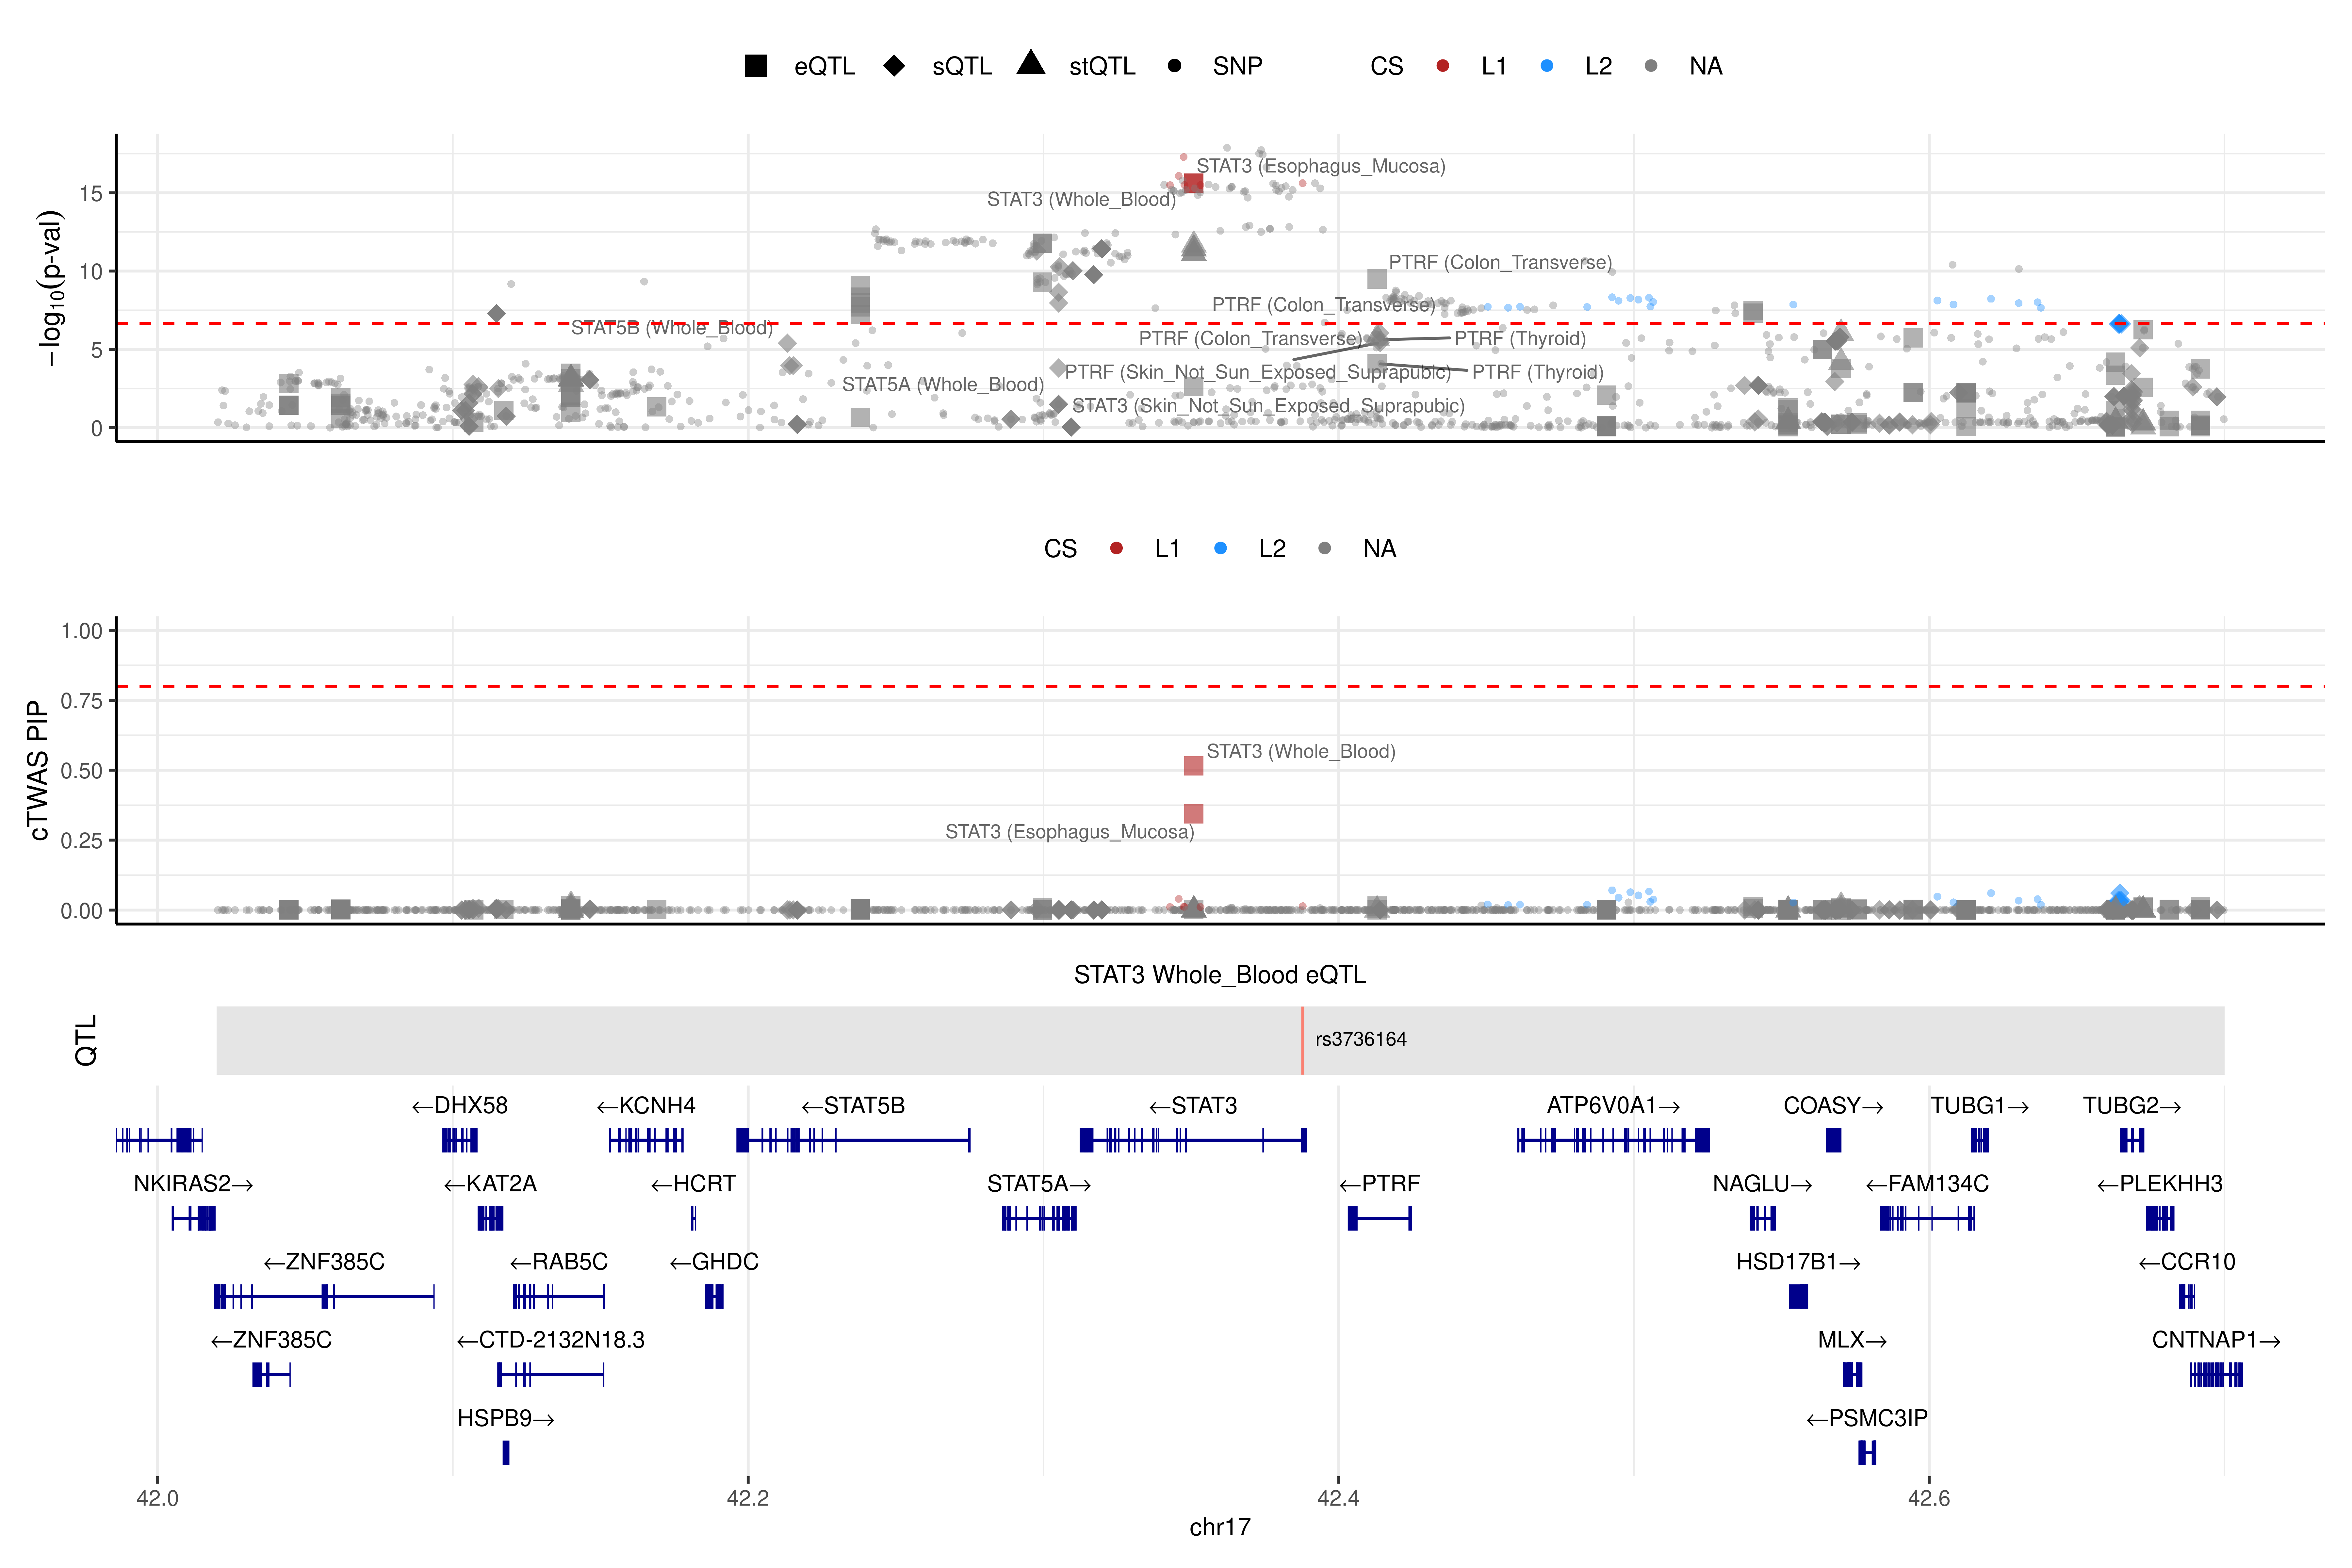 eQTL sQTL stQTL SNP CS L1 L2 NA
−log10(p-val)
15
10
5
0
STAT3 (Esophagus_Mucosa)
STAT3 (Whole_Blood)
PTRF (Colon_Transverse)
PTRF (Colon_Transverse)
STAT5B (Whole_Blood)
PTRF (Colon_Transverse)
PTRF (Thyroid)
PTRF (Skin_Not_Sun_Exposed_Suprapubic)
PTRF (Thyroid)
STAT5A (Whole_Blood)
STAT3 (Skin_Not_Sun_Exposed_Suprapubic)
CS L1 L2 NA
cTWAS PIP
1.00
0.75
0.50
0.25
0.00
STAT3 (Whole_Blood)
STAT3 (Esophagus_Mucosa)
STAT3 Whole_Blood eQTL
QTL
rs3736164
←DHX58 ←KCNH4 ←STAT5B ←STAT3 ATP6V0A1→ COASY→ TUBG1→ TUBG2→
NKIRAS2→ ←KAT2A ←HCRT STAT5A→ ←PTRF NAGLU→ ←FAM134C ←PLEKHH3
←ZNF385C ←RAB5C ←GHDC HSD17B1→ ←CCR10
←ZNF385C ←CTD-2132N18.3 MLX→ CNTNAP1→
HSPB9→ ←PSMC3IP
42.0 42.2 42.4 42.6
chr17